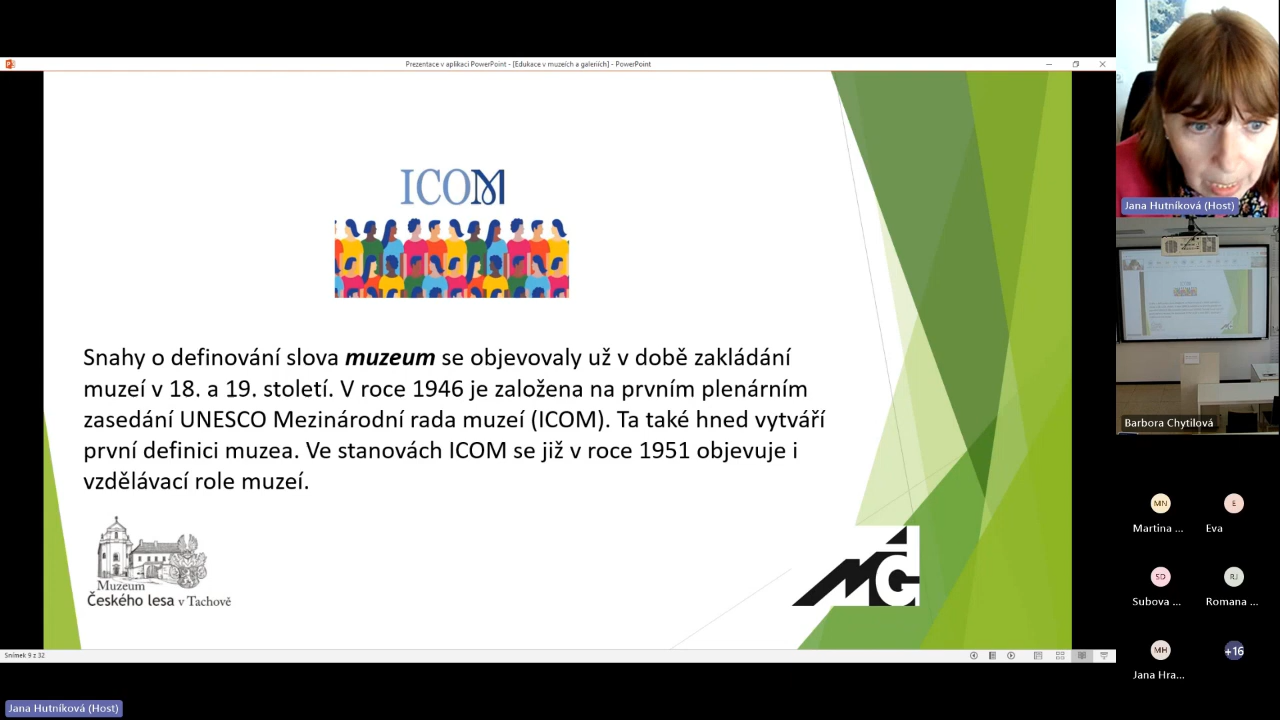 Prezentace v aplikaci PowerPoint - [Edukace v muzeích a galeriích] - PowerPoint
ICOM
Snahy o definování slova muzeum se objevovaly už v době zakládání
muzeí v 18. a 19. století. V roce 1946 je založena na prvním plenárním
zasedání UNESCO Mezinárodní rada muzeí (ICOM). Ta také hned vytváří
první definici muzea. Ve stanovách ICOM se již v roce 1951 objevuje i
vzdělávací role muzeí.
Muzeum
Českého lesa v Tachově
MG
Snímek 9 z 32
Jana Hutníková (Host)
Jana Hutníková (Host)
ICOM
Barbora Chytilová
MN
E
Martina ...
Eva
SD
RJ
Subova ...
Romana ...
MH
+16
Jana Hra...